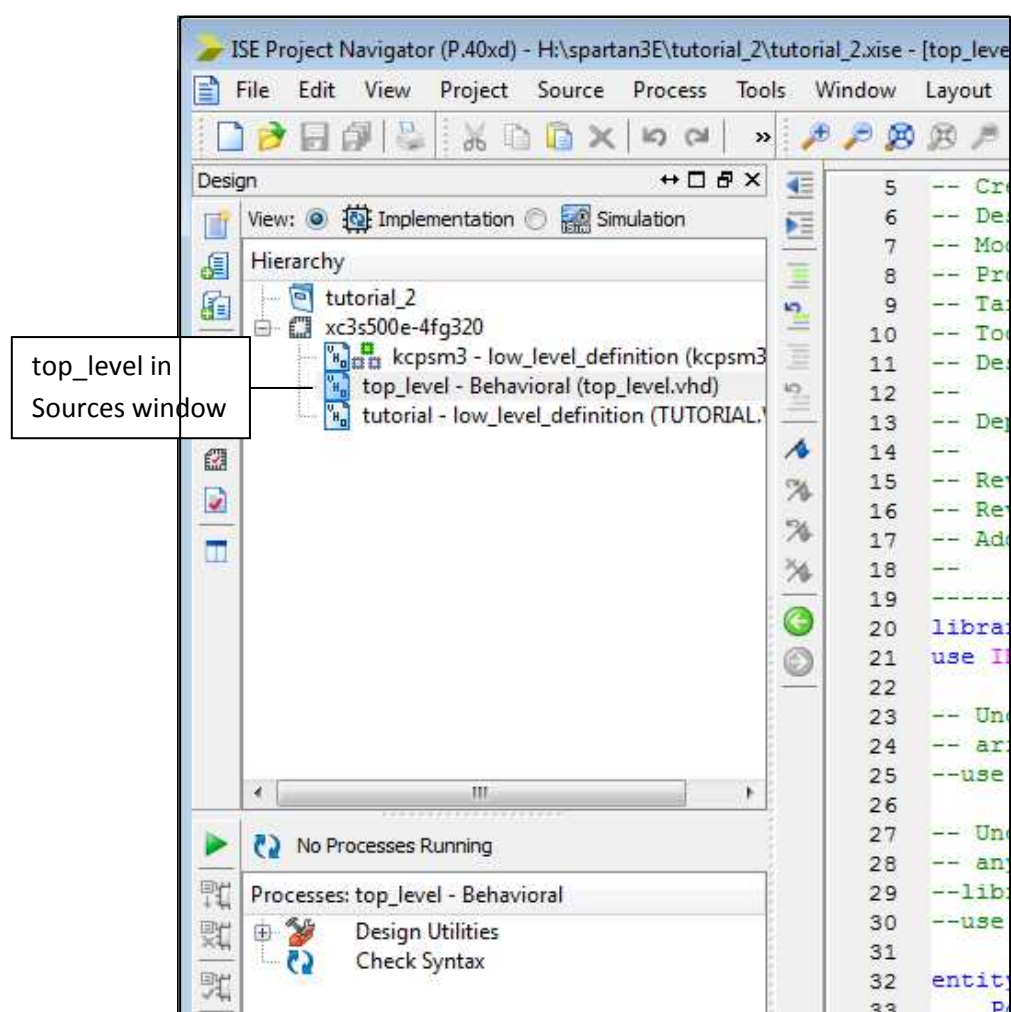 ISE Project Navigator (P.40xd) - H:\spartan3E\tutorial_2\tutorial_2.xise - [top_leve
File Edit View Project Source Process Tools Window Layout
»
Design
View: Implementation Simulation
Hierarchy
tutorial_2
xc3s500e-4fg320
kcpsm3 - low_level_definition (kcpsm3
top_level - Behavioral (top_level.vhd)
tutorial - low_level_definition (TUTORIAL.
top_level in
Sources window
No Processes Running
Processes: top_level - Behavioral
Design Utilities
Check Syntax
5 -- Cre
6 -- Des
7 -- Mod
8 -- Pro
9 -- Tar
10 -- Too
11 -- Des
12 --
13 -- Dep
14 --
15 -- Rev
16 -- Rev
17 -- Add
18 --
19 ------
20 librar
21 use IE
22
23 -- Unc
24 -- ari
25 --use
26
27 -- Unc
28 -- any
29 --libr
30 --use
31
32 entity
33 Po